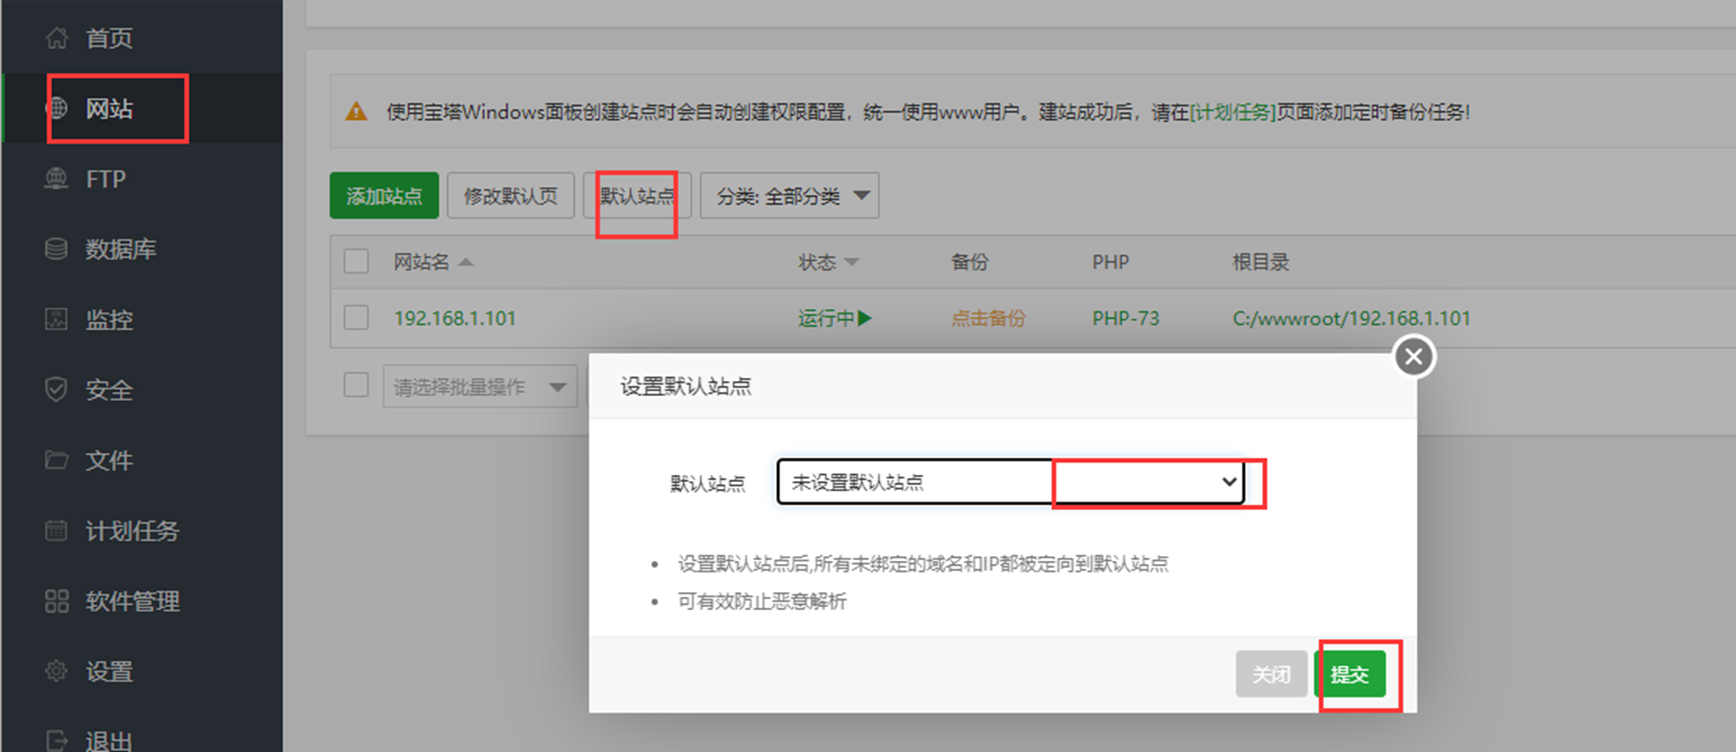 首页
网站
FTP
数据库
监控
安全
文件
计划任务
软件管理
设置
退出
使用宝塔Windows面板创建站点时会自动创建权限配置，统一使用www用户。建站成功后，请在[计划任务]页面添加定时备份任务!
添加站点 修改默认页 默认站点 分类: 全部分类
网站名 状态 备份 PHP 根目录
192.168.1.101 运行中 点击备份 PHP-73 C:/wwwroot/192.168.1.101
请选择批量操作
设置默认站点
默认站点 未设置默认站点
设置默认站点后,所有未绑定的域名和IP都被定向到默认站点
可有效防止恶意解析
关闭 提交